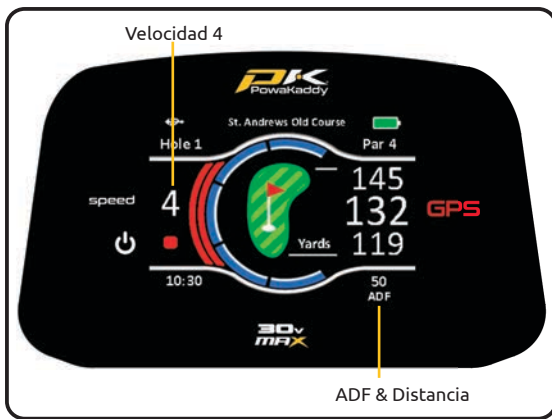 Velocidad 4
PK
PowaKaddy
St. Andrews Old Course
Hole 1
Par 4
speed
4
145
132
119
GPS
Yards
10:30
50
ADF
30v
MAX
ADF & Distancia